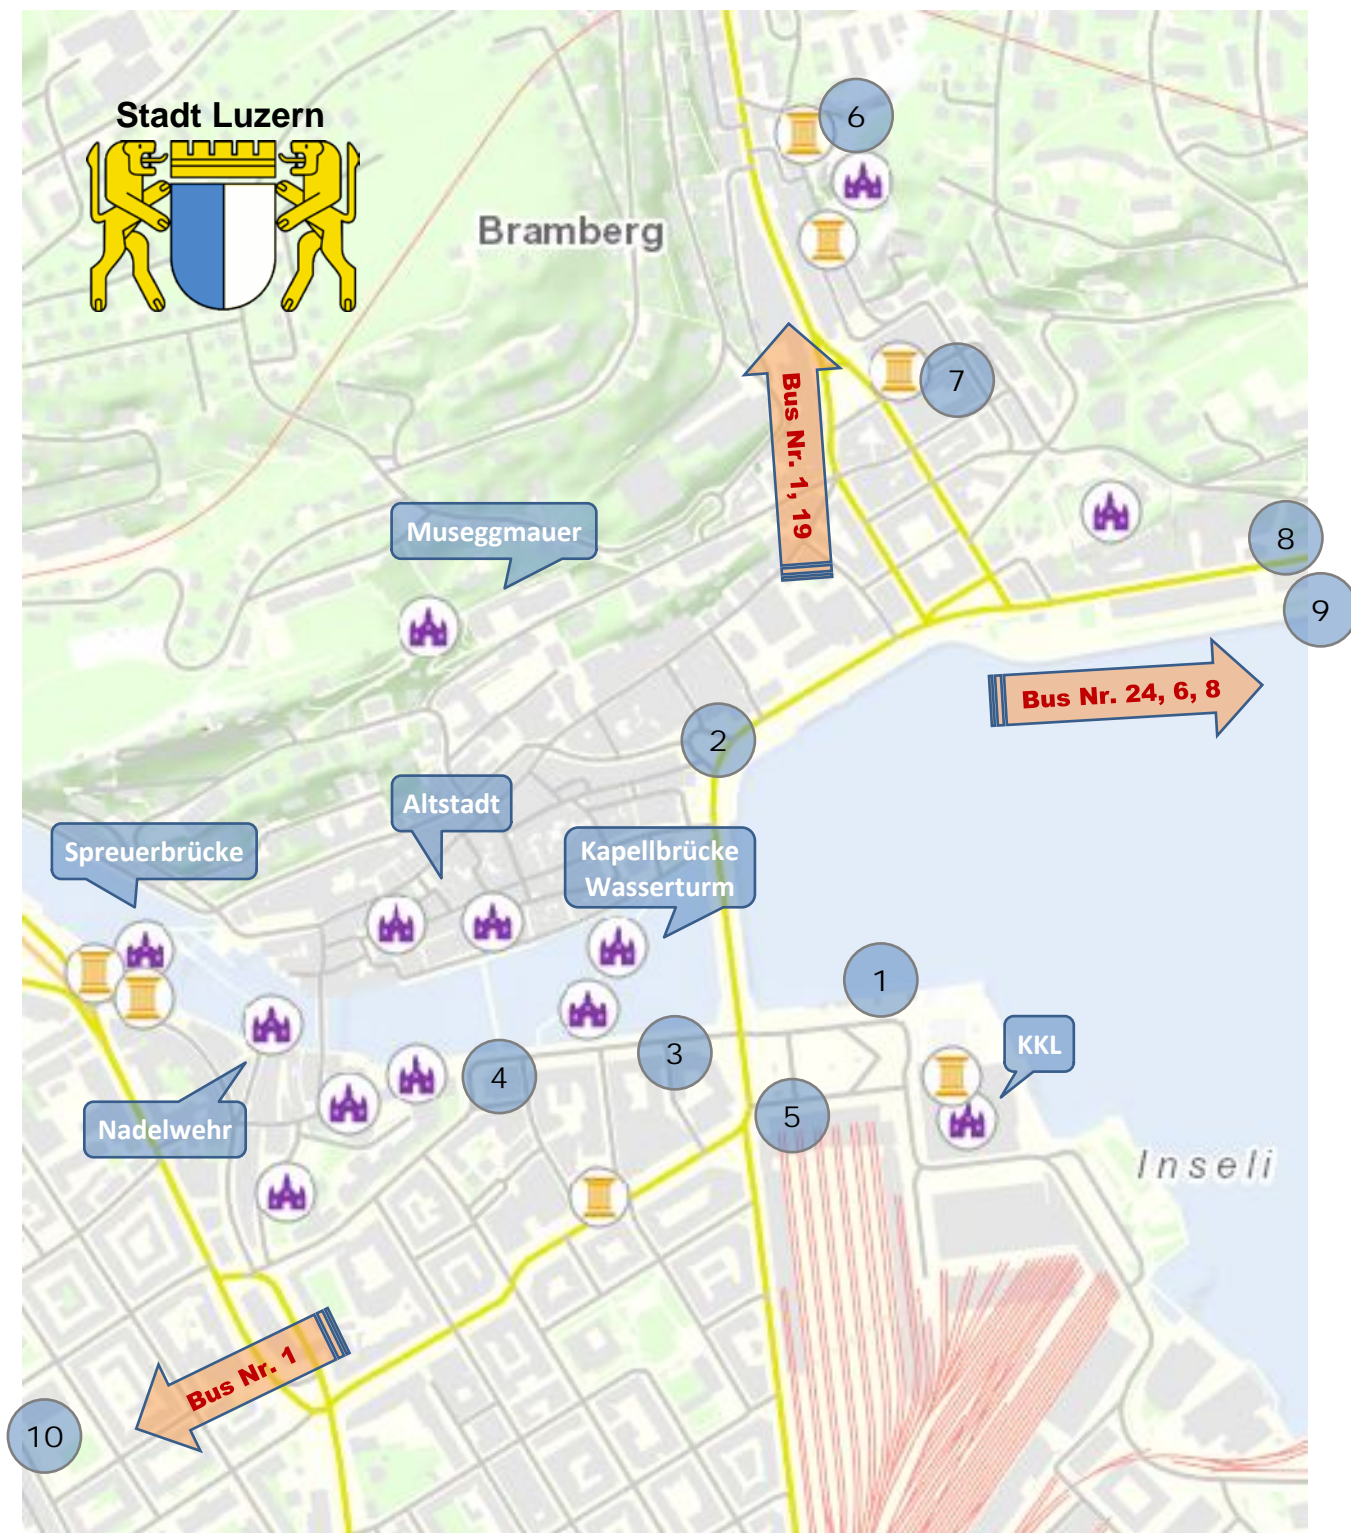 Stadt Luzern
6
Bramberg
7
Bus Nr. 1, 19
Museggmauer
8
9
Bus Nr. 24, 6, 8
2
Altstadt
Spreuerbrücke
Kapellbrücke
Wasserturm
1
KKL
3
4
5
Nadelwehr
Inseli
Bus Nr. 1
10